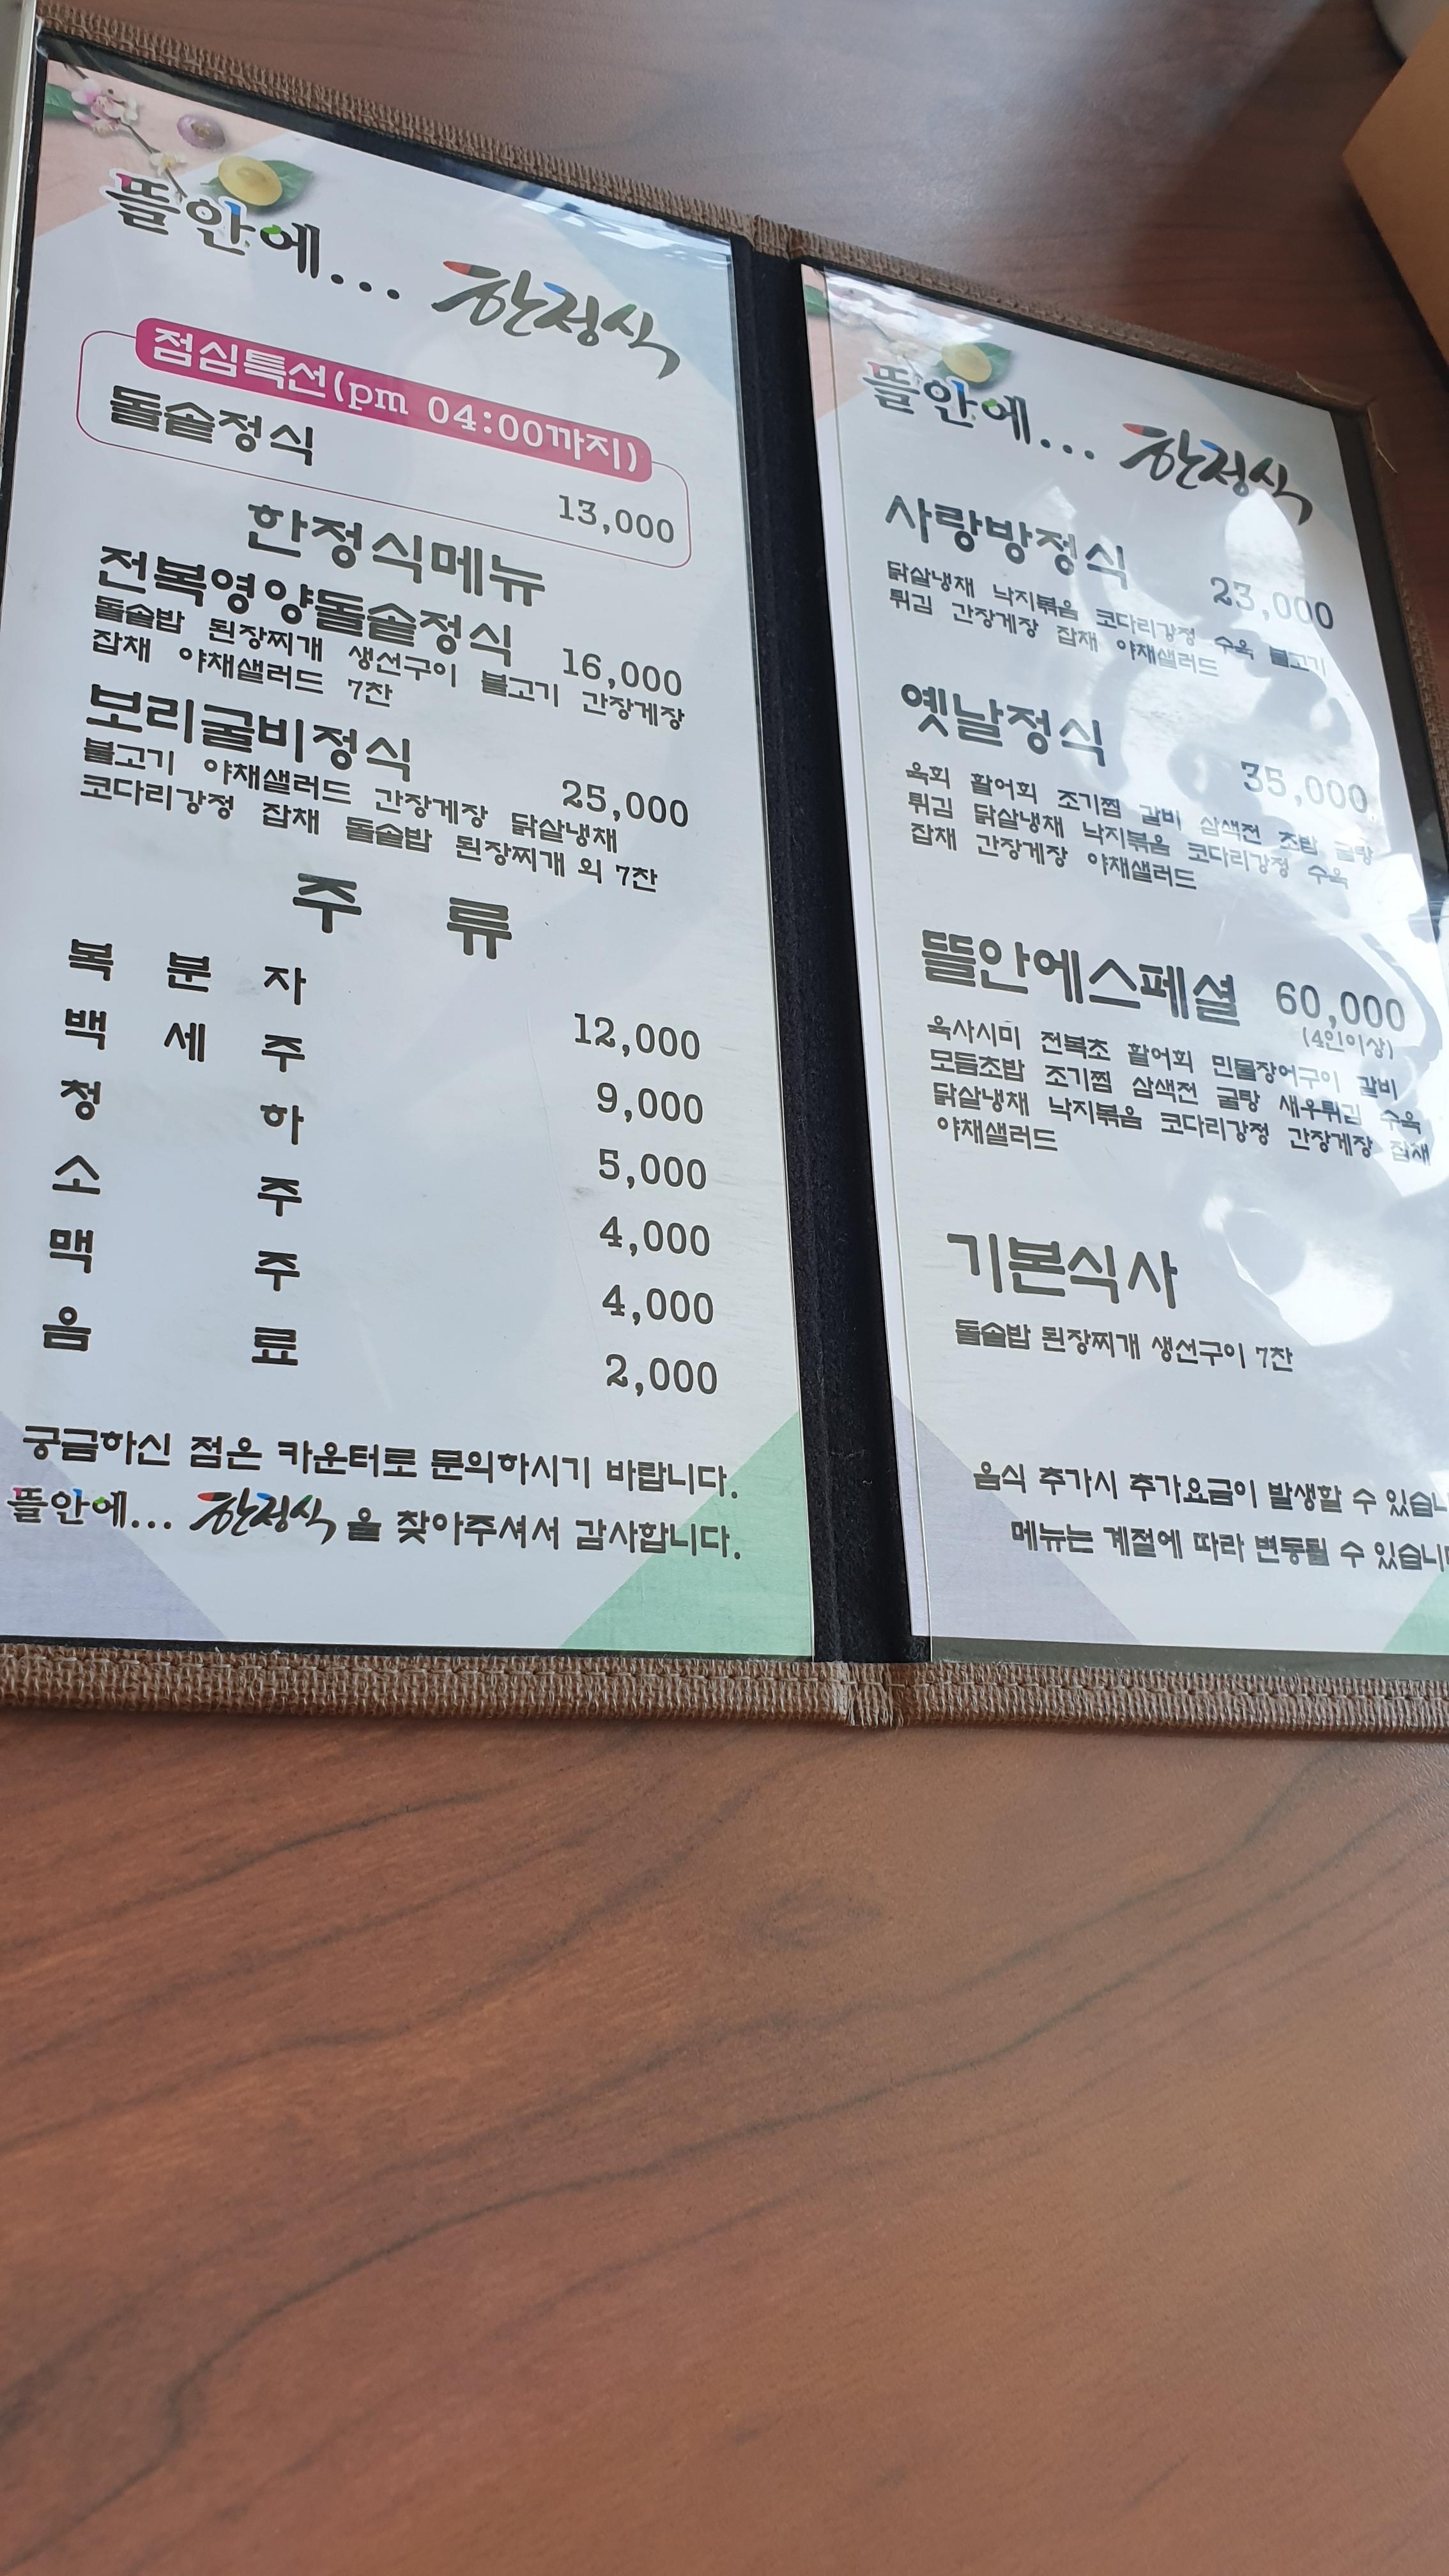 뜰안에... 한정식
점심특선(pm 04:00까지)
돌솥정식
13,000
한정식메뉴
전복영양돌솥정식 16,000
돌솥밥 된장찌개 생선구이 불고기 간장게장
잡채 야채샐러드 7찬
보리굴비정식 25,000
불고기 야채샐러드 간장게장 닭살냉채
코다리강정 잡채 돌솥밥 된장찌개 외 7찬
주 류
복 분 자 12,000
백 세 주 9,000
청 하 5,000
소 주 4,000
맥 주 4,000
음 료 2,000
궁금하신 점은 카운터로 문의하시기 바랍니다.
뜰안에... 한정식 을 찾아주셔서 감사합니다.
뜰안에... 한정식
사랑방정식 23,000
닭살냉채 낙지볶음 코다리강정 수육 불고기
튀김 간장게장 잡채 야채샐러드
옛날정식 35,000
육회 활어회 조기찜 갈비 삼색전 초밥 굴탕
튀김 닭살냉채 낙지볶음 코다리강정 수육
잡채 간장게장 야채샐러드
뜰안에스페셜 60,000
(4인이상)
육사시미 전복초 활어회 민물장어구이 갈비
모듬초밥 조기찜 삼색전 굴탕 새우튀김 수육
닭살냉채 낙지볶음 코다리강정 간장게장 잡채
야채샐러드
기본식사
돌솥밥 된장찌개 생선구이 7찬
음식 추가시 추가요금이 발생할 수 있습니
메뉴는 계절에 따라 변동될 수 있습니